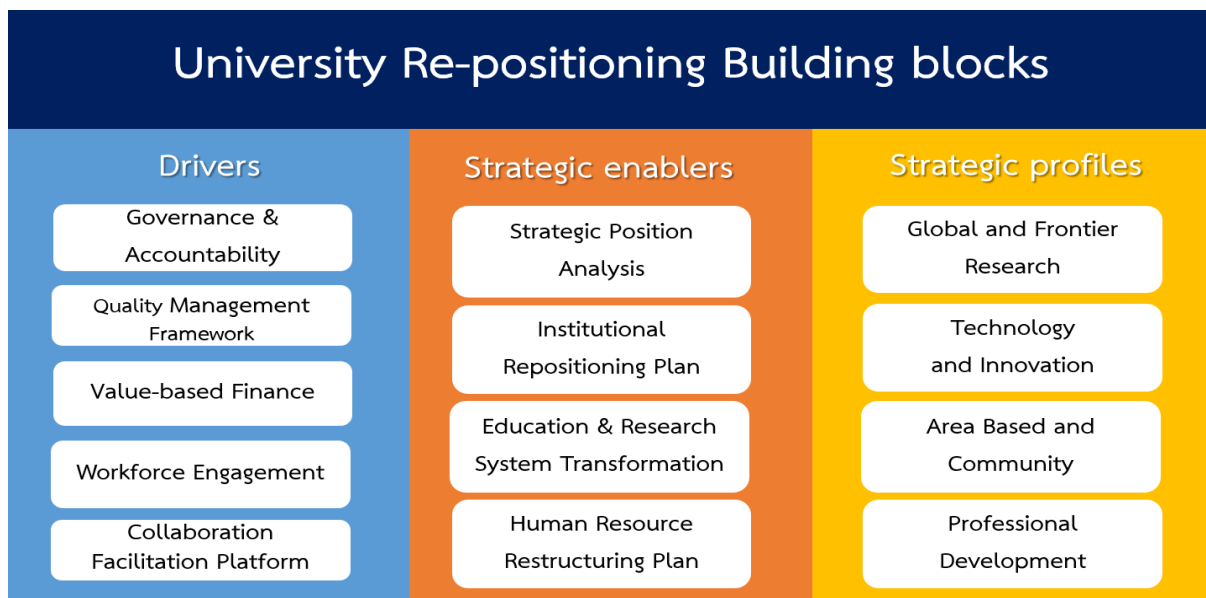 University Re-positioning Building blocks
Drivers
Governance &
Accountability
Quality Management
Framework
Value-based Finance
Workforce Engagement
Collaboration
Facilitation Platform
Strategic enablers
Strategic Position
Analysis
Institutional
Repositioning Plan
Education & Research
System Transformation
Human Resource
Restructuring Plan
Strategic profiles
Global and Frontier
Research
Technology
and Innovation
Area Based and
Community
Professional
Development